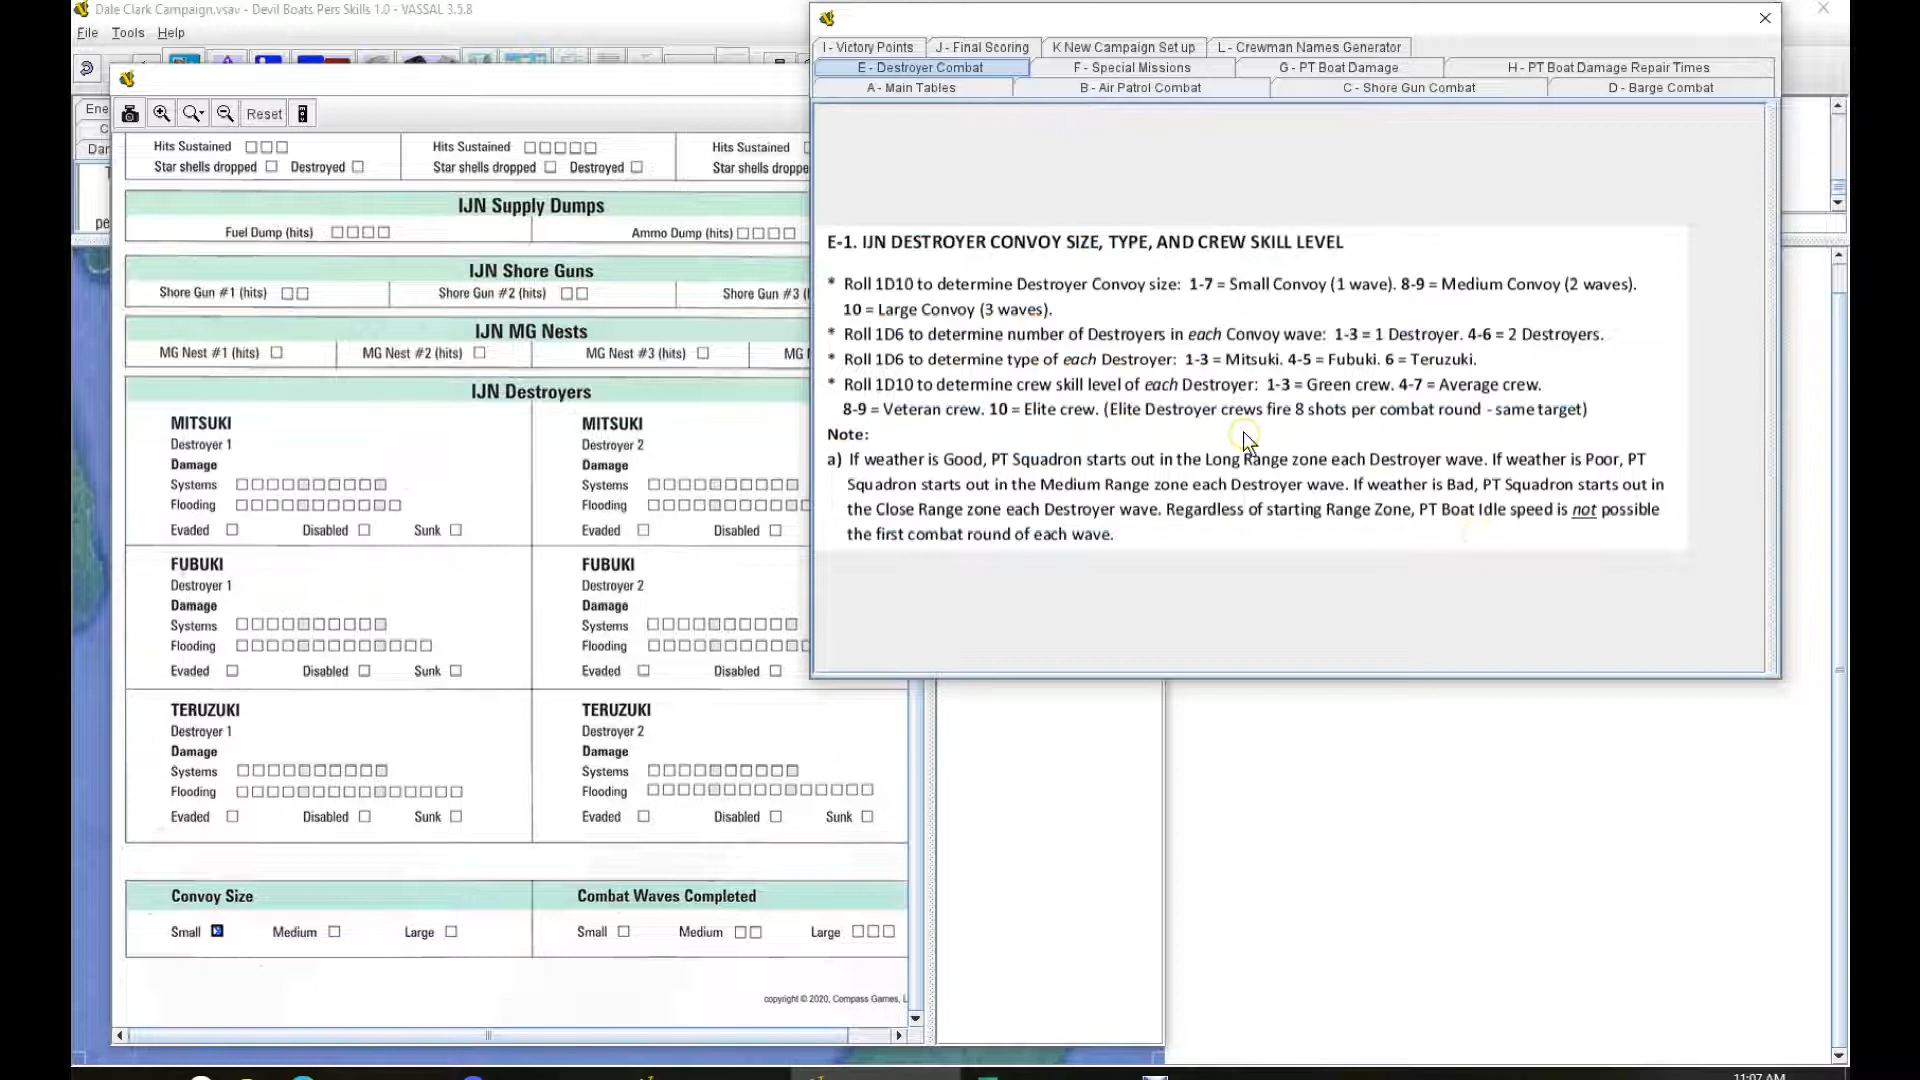 Dale Clark Campaign.vsav - Devil Boats Pers Skills 1.0 - VASSAL 3.5.8
File Tools Help
Reset
Hits Sustained Hits Sustained Hits Sustained
Star shells dropped Destroyed Star shells dropped Destroyed Star shells droppe
IJN Supply Dumps
Fuel Dump (hits) Ammo Dump (hits)
IJN Shore Guns
Shore Gun #1 (hits) Shore Gun #2 (hits) Shore Gun #3 (
IJN MG Nests
MG Nest #1 (hits) MG Nest #2 (hits) MG Nest #3 (hits) MG
IJN Destroyers
MITSUKI MITSUKI
Destroyer 1 Destroyer 2
Damage Damage
Systems Systems
Flooding Flooding
Evaded Disabled Sunk Evaded Disabled
FUBUKI FUBUKI
Destroyer 1 Destroyer 2
Damage Damage
Systems Systems
Flooding Flooding
Evaded Disabled Sunk Evaded Disabled
TERUZUKI TERUZUKI
Destroyer 1 Destroyer 2
Damage Damage
Systems Systems
Flooding Flooding
Evaded Disabled Sunk Evaded Disabled Sunk
Convoy Size Combat Waves Completed
Small Medium Large Small Medium Large
copyright © 2020, Compass Games, L
Ene
C
Dar
pe
I - Victory Points J - Final Scoring K New Campaign Set up L - Crewman Names Generator
E - Destroyer Combat F - Special Missions G - PT Boat Damage H - PT Boat Damage Repair Times
A - Main Tables B - Air Patrol Combat C - Shore Gun Combat D - Barge Combat
E-1. IJN DESTROYER CONVOY SIZE, TYPE, AND CREW SKILL LEVEL
* Roll 1D10 to determine Destroyer Convoy size: 1-7 = Small Convoy (1 wave). 8-9 = Medium Convoy (2 waves).
10 = Large Convoy (3 waves).
* Roll 1D6 to determine number of Destroyers in each Convoy wave: 1-3 = 1 Destroyer. 4-6 = 2 Destroyers.
* Roll 1D6 to determine type of each Destroyer: 1-3 = Mitsuki. 4-5 = Fubuki. 6 = Teruzuki.
* Roll 1D10 to determine crew skill level of each Destroyer: 1-3 = Green crew. 4-7 = Average crew.
8-9 = Veteran crew. 10 = Elite crew. (Elite Destroyer crews fire 8 shots per combat round - same target)
Note:
a) If weather is Good, PT Squadron starts out in the Long Range zone each Destroyer wave. If weather is Poor, PT
Squadron starts out in the Medium Range zone each Destroyer wave. If weather is Bad, PT Squadron starts out in
the Close Range zone each Destroyer wave. Regardless of starting Range Zone, PT Boat Idle speed is not possible
the first combat round of each wave.
11:07 AM